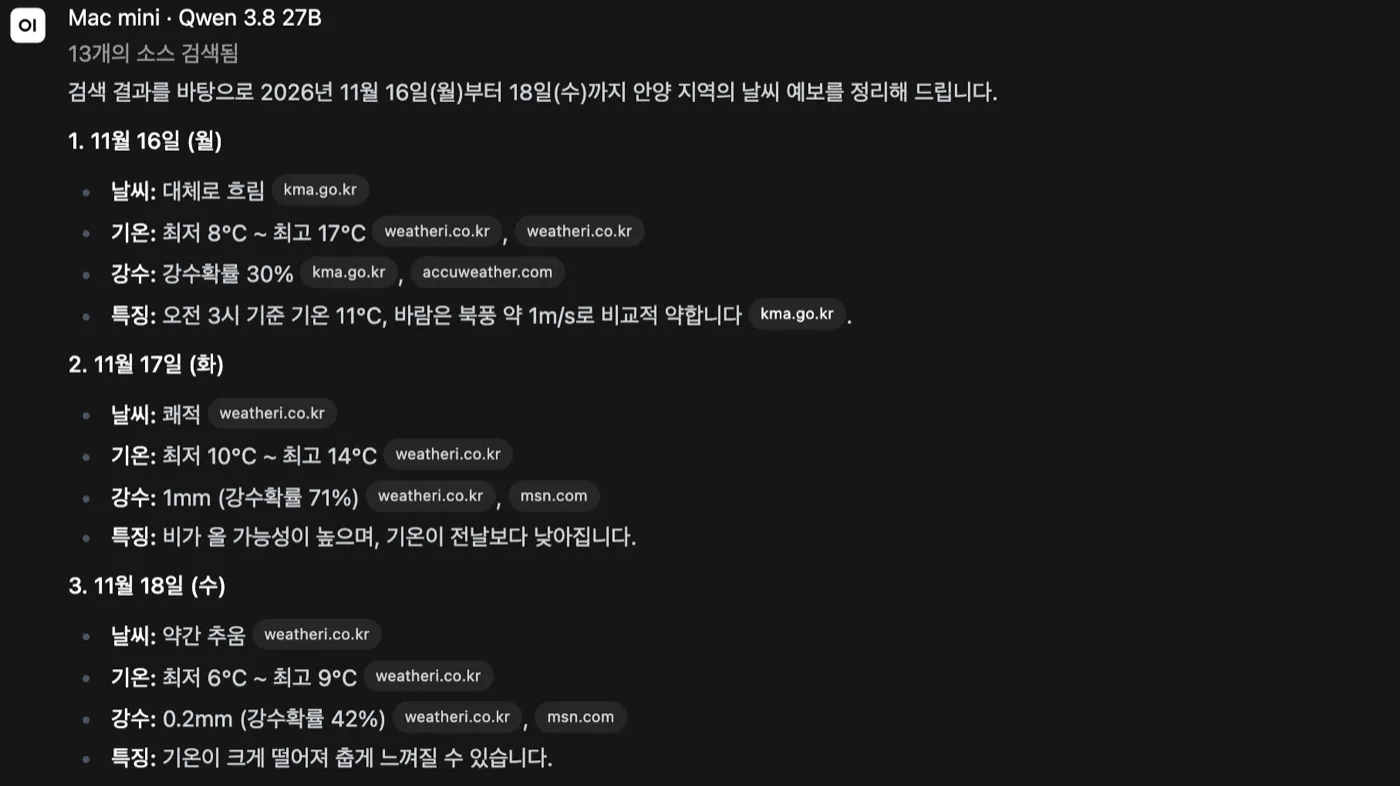 OI
Mac mini · Qwen 3.8 27B
13개의 소스 검색됨
검색 결과를 바탕으로 2026년 11월 16일(월)부터 18일(수)까지 안양 지역의 날씨 예보를 정리해 드립니다.
1. 11월 16일 (월)
• 날씨: 대체로 흐림 kma.go.kr
• 기온: 최저 8°C ~ 최고 17°C weatheri.co.kr , weatheri.co.kr
• 강수: 강수확률 30% kma.go.kr , accuweather.com
• 특징: 오전 3시 기준 기온 11°C, 바람은 북풍 약 1m/s로 비교적 약합니다 kma.go.kr .
2. 11월 17일 (화)
• 날씨: 쾌적 weatheri.co.kr
• 기온: 최저 10°C ~ 최고 14°C weatheri.co.kr
• 강수: 1mm (강수확률 71%) weatheri.co.kr , msn.com
• 특징: 비가 올 가능성이 높으며, 기온이 전날보다 낮아집니다.
3. 11월 18일 (수)
• 날씨: 약간 추움 weatheri.co.kr
• 기온: 최저 6°C ~ 최고 9°C weatheri.co.kr
• 강수: 0.2mm (강수확률 42%) weatheri.co.kr , msn.com
• 특징: 기온이 크게 떨어져 춥게 느껴질 수 있습니다.